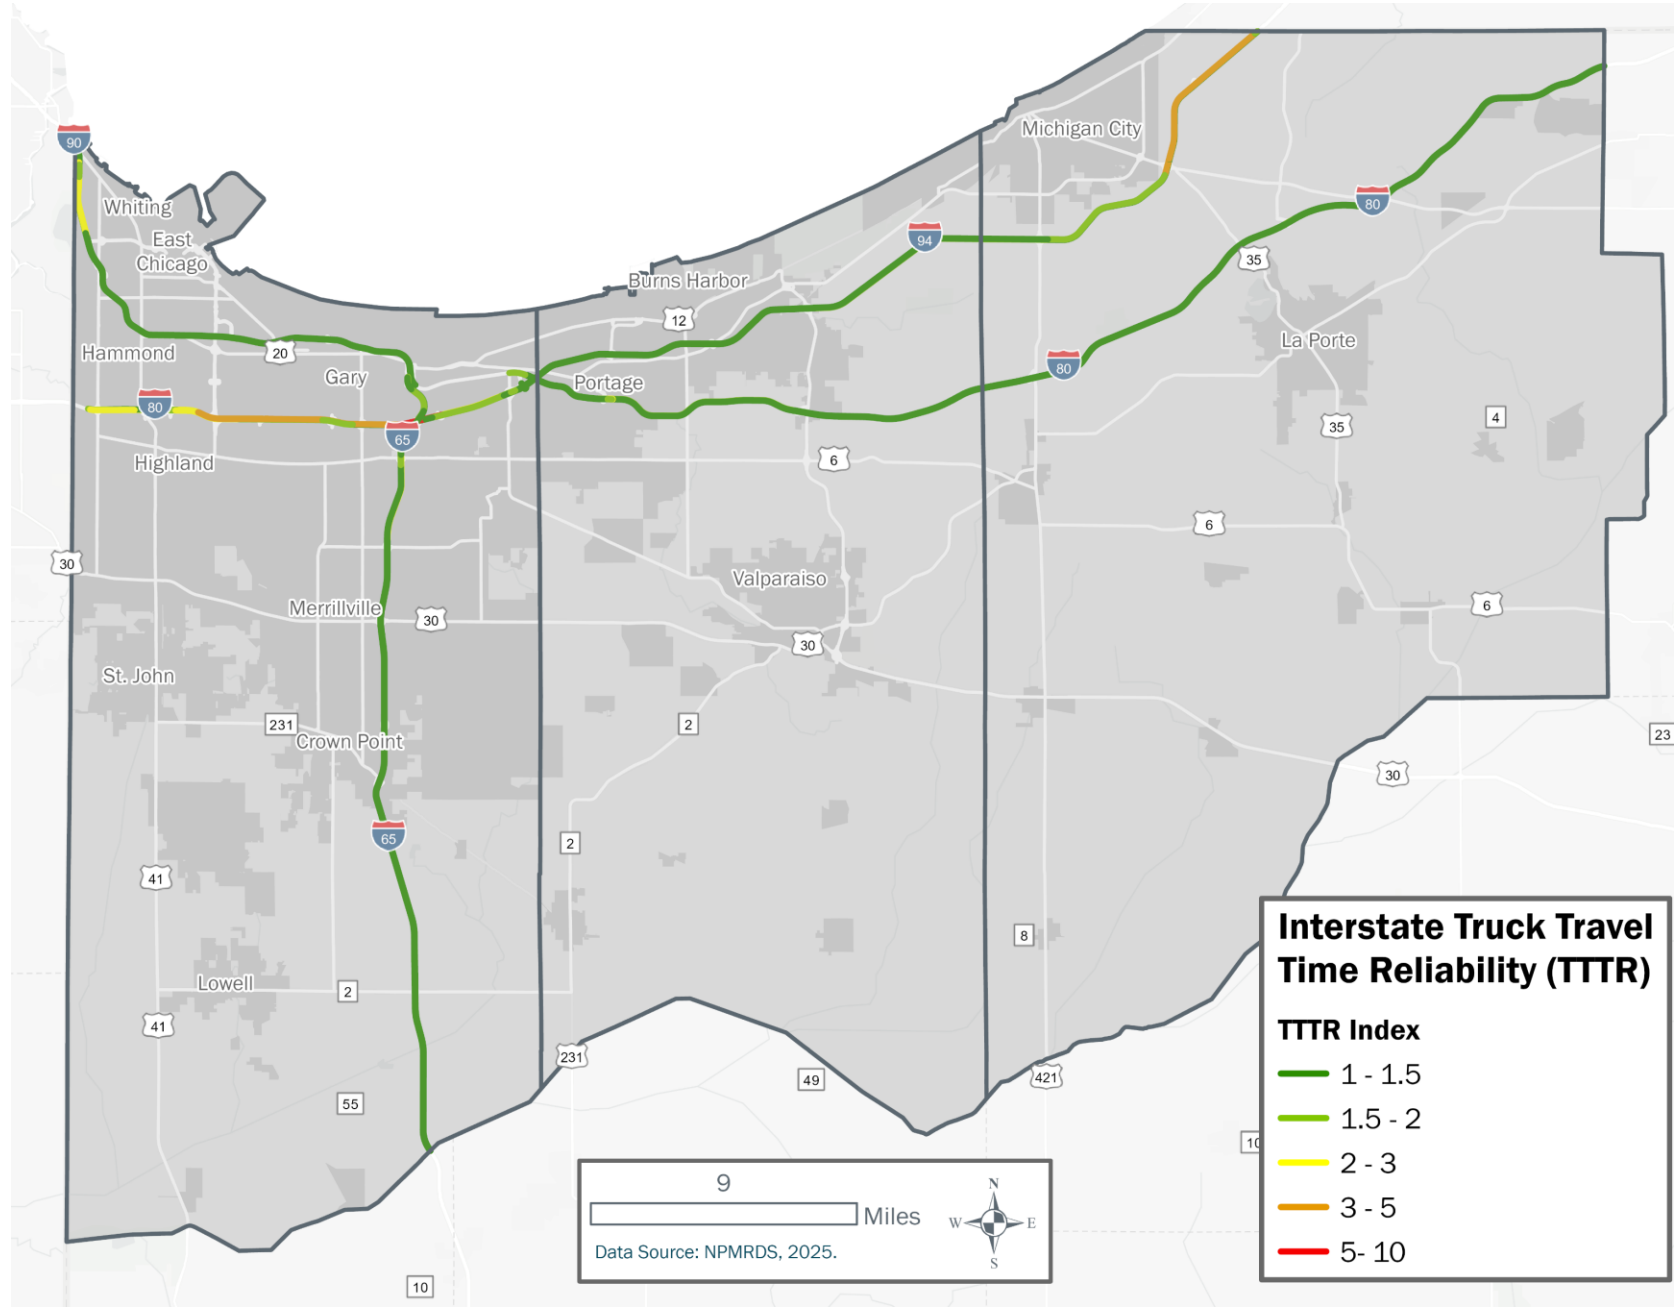 90
Whiting
East
Chicago
Michigan City
80
94
35
Burns Harbor
12
Hammond
20
Gary
80
Portage
80
La Porte
65
Highland
6
35
4
6
30
Valparaiso
Merrillville
30
6
30
St. John
231
Crown Point
2
23
30
65
2
41
8
Lowell
2
41
231
49
421
55
10
10
Interstate Truck Travel
Time Reliability (TTTR)
TTTR Index
1 - 1.5
1.5 - 2
2 - 3
3 - 5
5- 10
9
Miles
N
W
E
S
Data Source: NPMRDS, 2025.